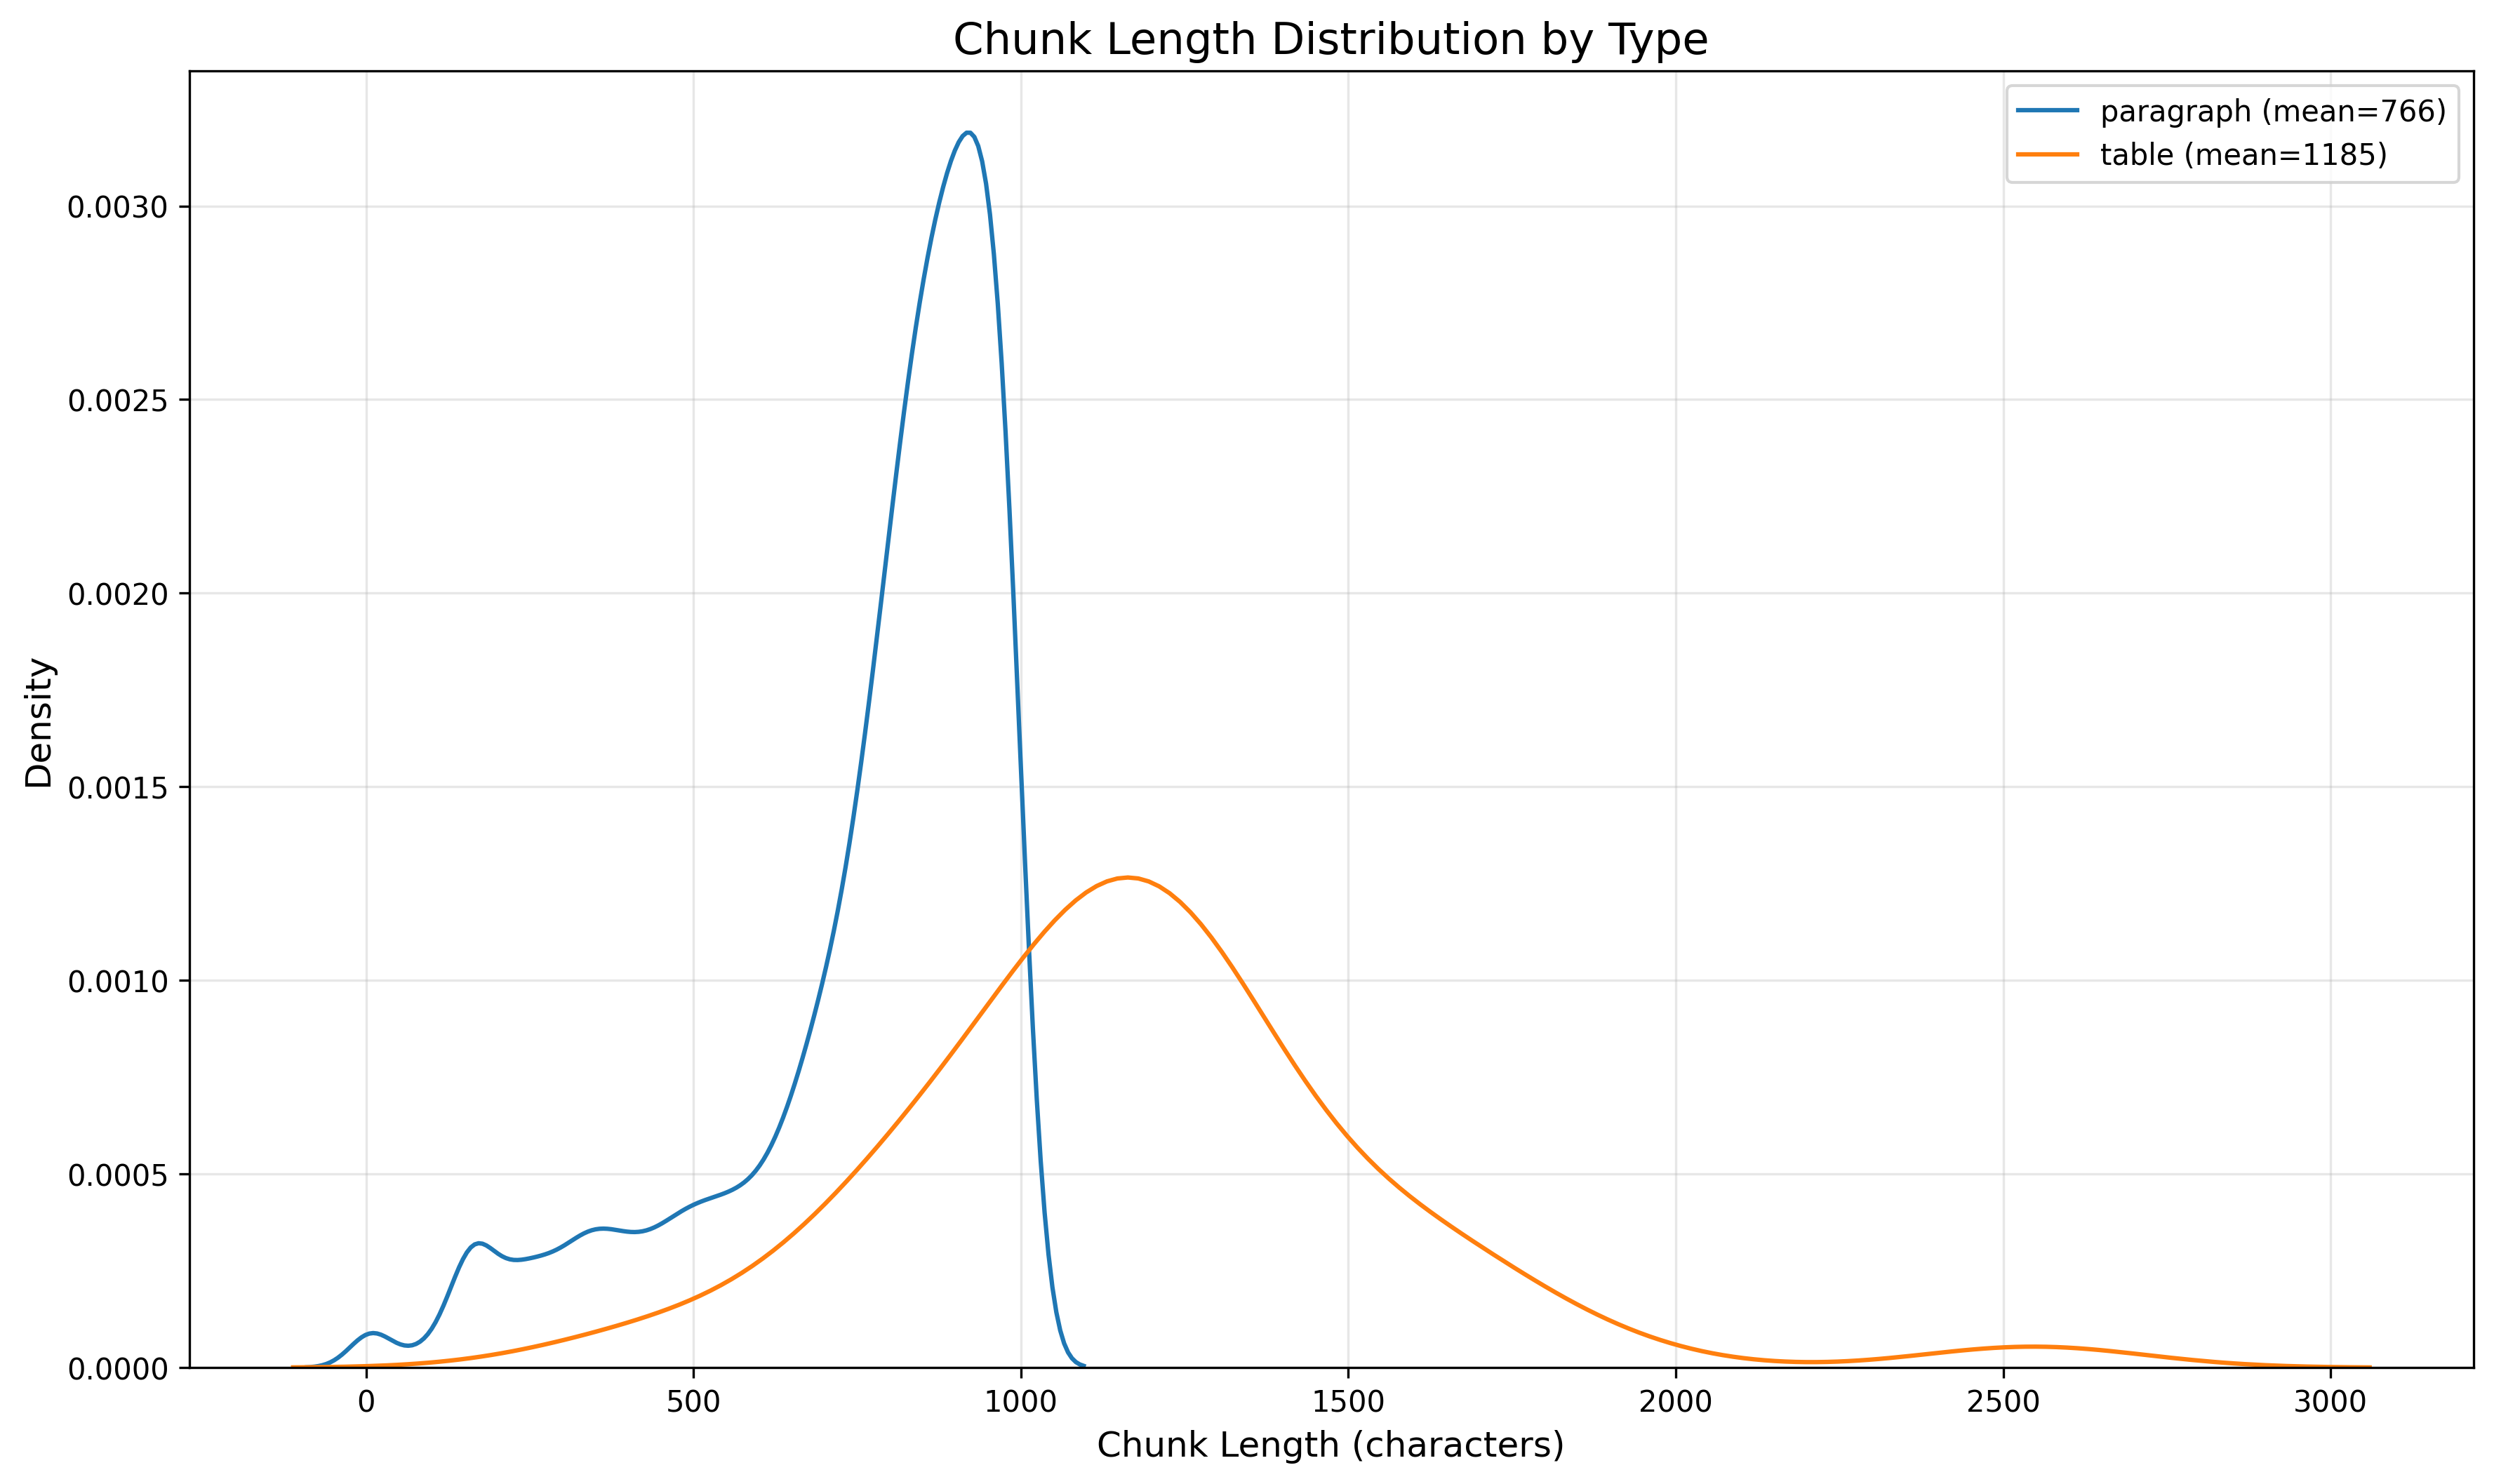 Chunk Length Distribution by Type
paragraph (mean=766)
table (mean=1185)
Density
0.0030
0.0025
0.0020
0.0015
0.0010
0.0005
0.0000
0 500 1000 1500 2000 2500 3000
Chunk Length (characters)